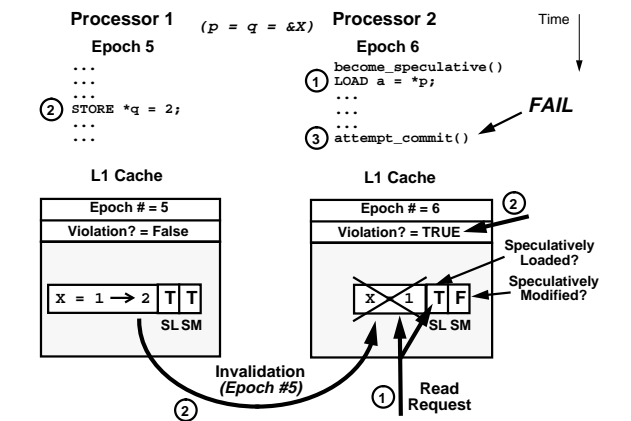 Processor 1
(p = q = &X)
Processor 2
Time
Epoch 5
Epoch 6
...
...
...
② STORE *q = 2;
...
...
become_speculative()
① LOAD a = *p;
...
...
...
③ attempt_commit()
FAIL
L1 Cache
Epoch # = 5
Violation? = False
X = 1 → 2 T T
SL SM
L1 Cache
Epoch # = 6
Violation? = TRUE
②
Speculatively
Loaded?
Speculatively
Modified?
X = 1 T F
SL SM
Invalidation
(Epoch #5)
②
① Read
Request